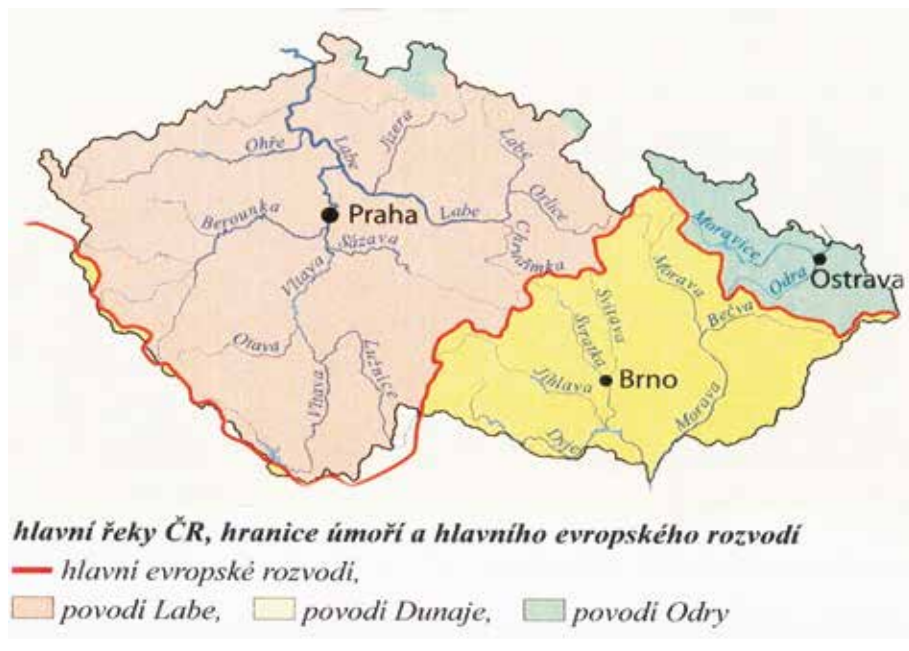 Ohře
Labe
Jizera
Labe
Orlice
Berounka
Praha
Labe
Sázava
Chrudimka
Vltava
Otava
Vltava
Lužnice
Moravice
Ostrava
Odra
Morava
Bečva
Svitava
Svratka
Jihlava
Brno
Morava
Dyje
hlavní řeky ČR, hranice úmoří a hlavního evropského rozvodí
hlavní evropské rozvodí,
povodí Labe, povodí Dunaje, povodí Odry